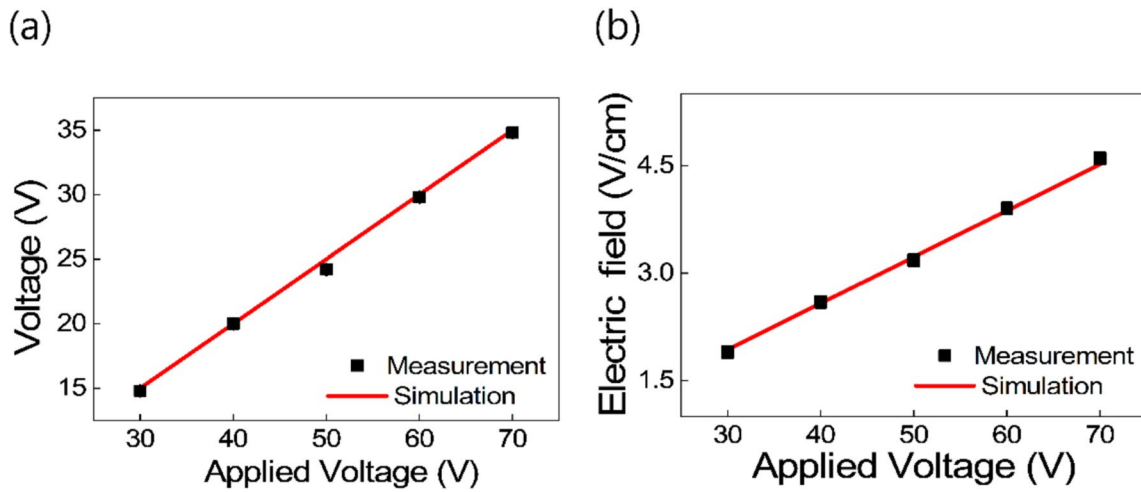 (a)
Voltage (V)
35
30
25
20
15
Measurement
Simulation
30 40 50 60 70
Applied Voltage (V)
(b)
Electric field (V/cm)
4.5
3.0
1.5
Measurement
Simulation
30 40 50 60 70
Applied Voltage (V)